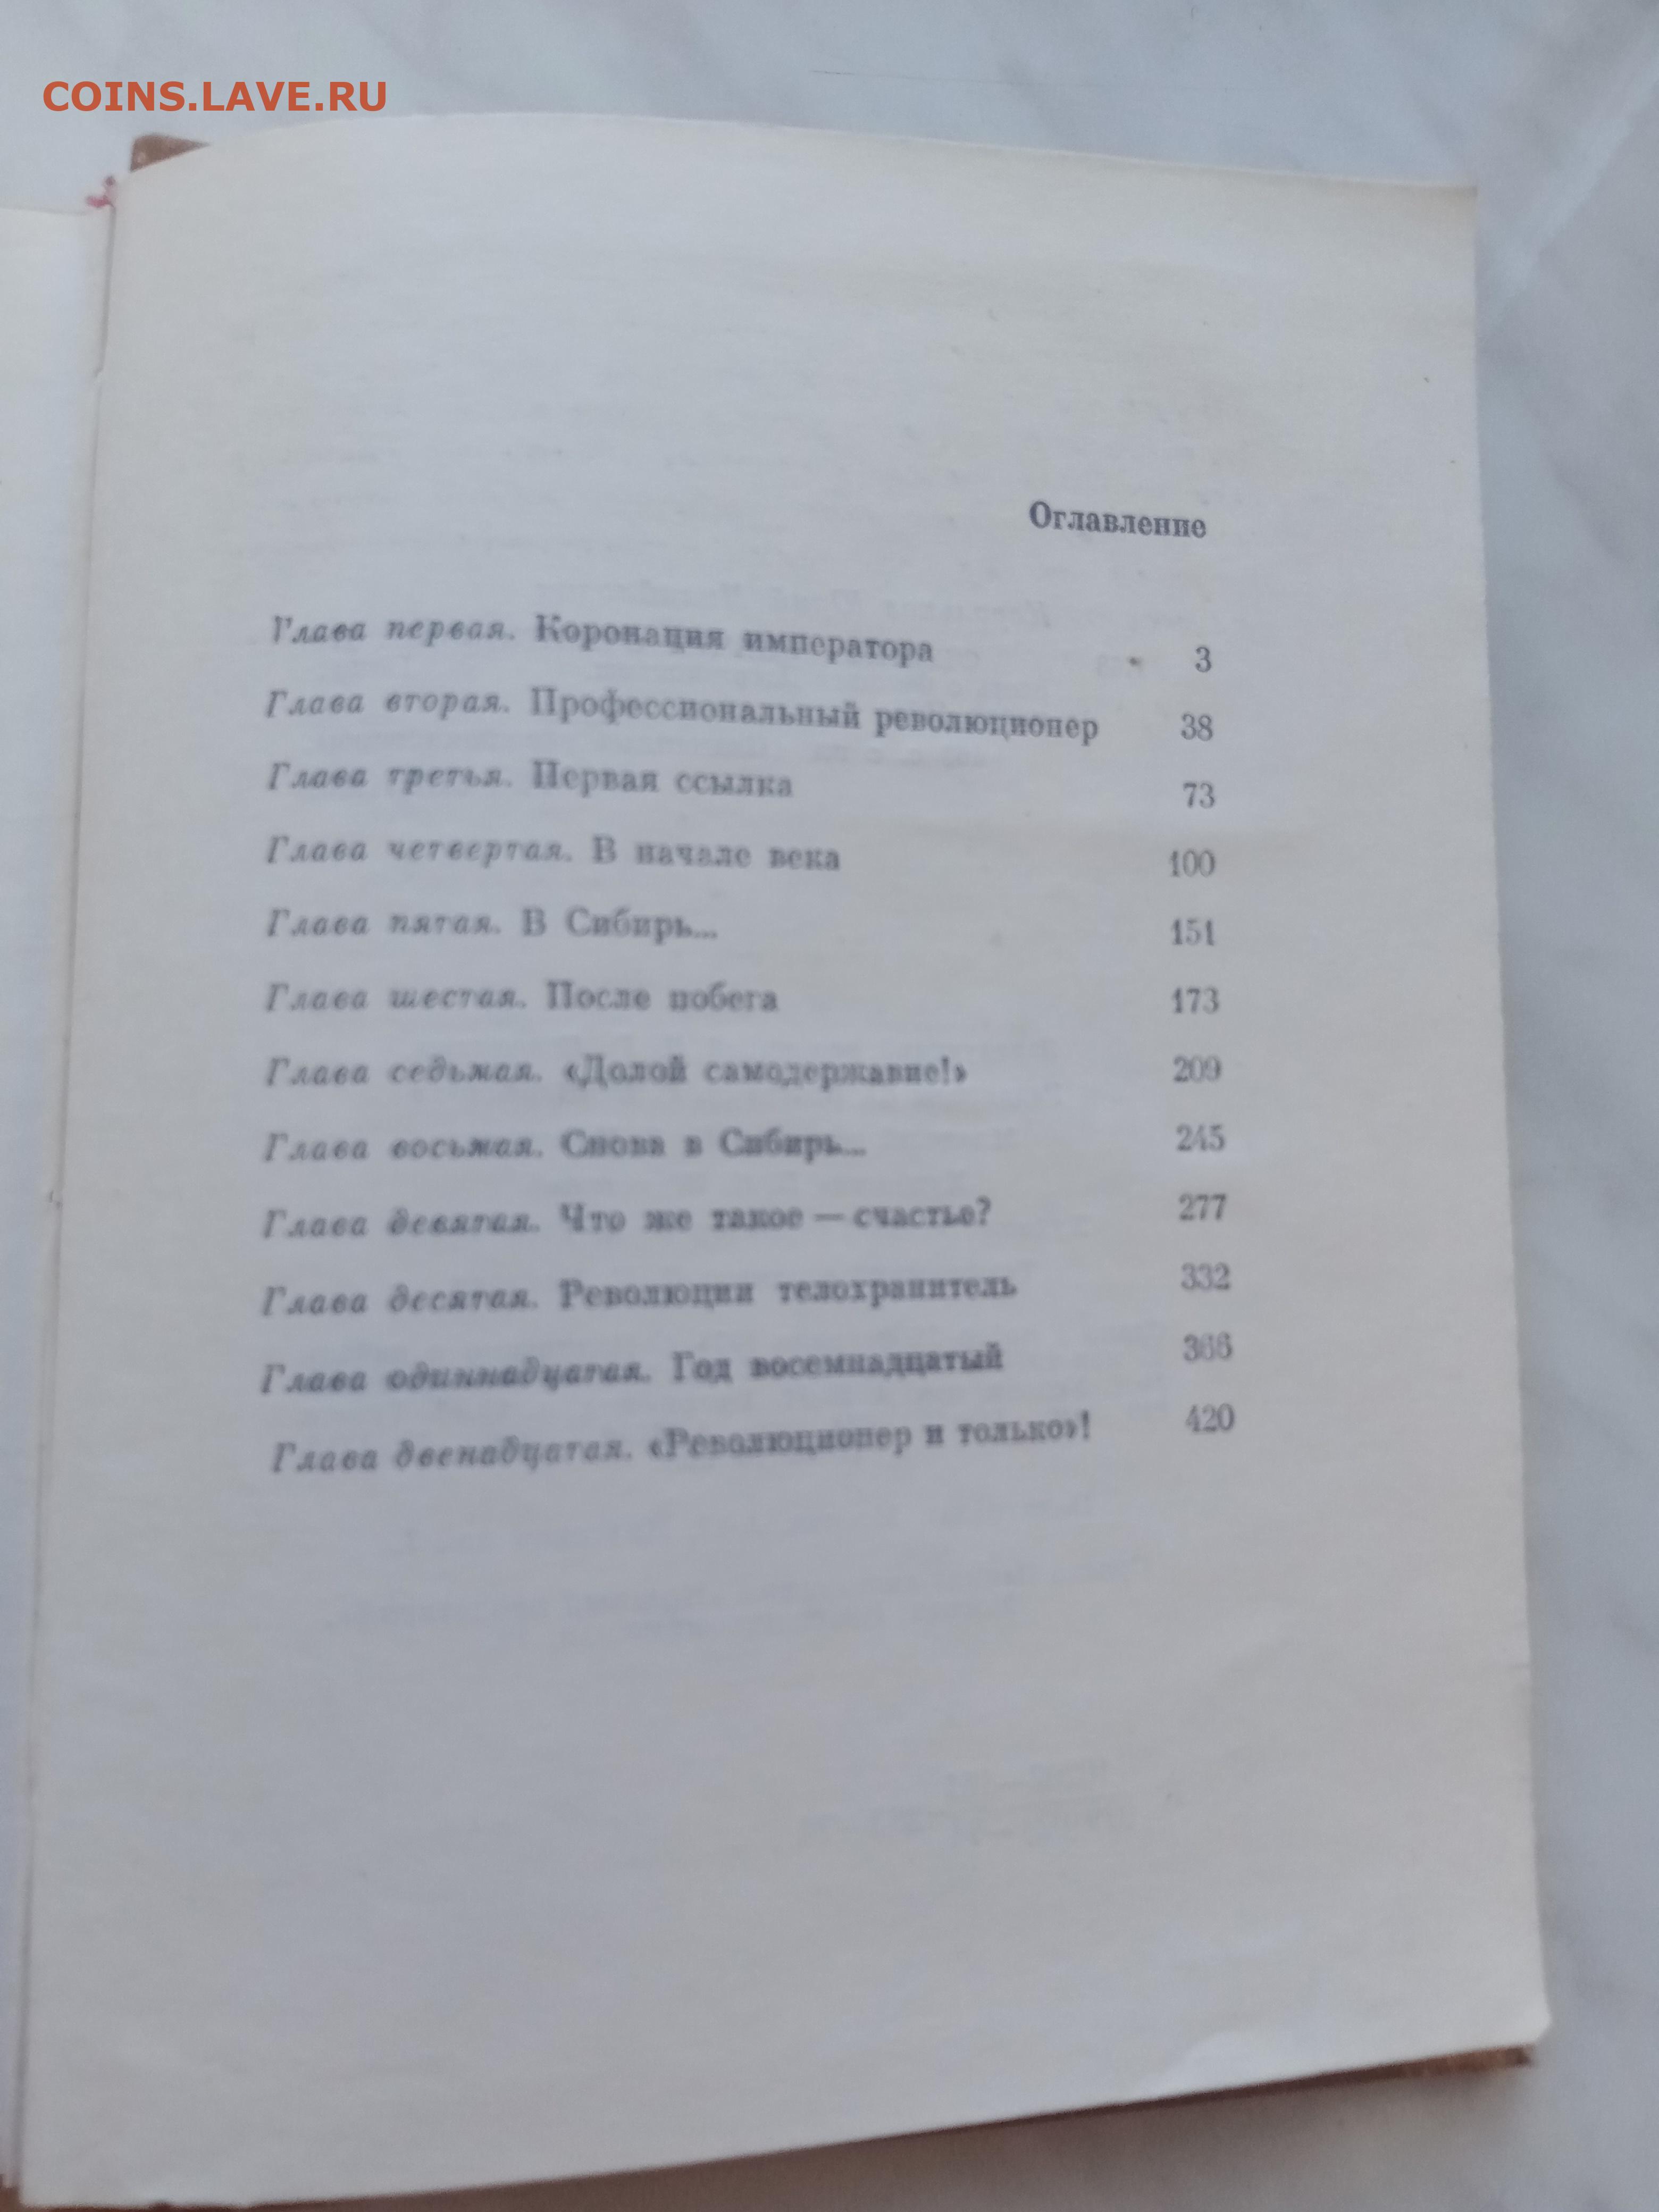 COINS.LAVE.RU
Оглавление
Глава первая. Коронация императора 3
Глава вторая. Профессиональный революционер 38
Глава третья. Первая ссылка 73
Глава четвертая. В начале века 100
Глава пятая. В Сибирь... 151
Глава шестая. После побега 173
Глава седьмая. «Долой самодержавие!» 209
Глава восьмая. Снова в Сибирь... 245
Глава девятая. Что же такое — счастье? 277
Глава десятая. Революции телохранитель 332
Глава одиннадцатая. Год восемнадцатый 366
Глава двенадцатая. «Революционер и только»! 420